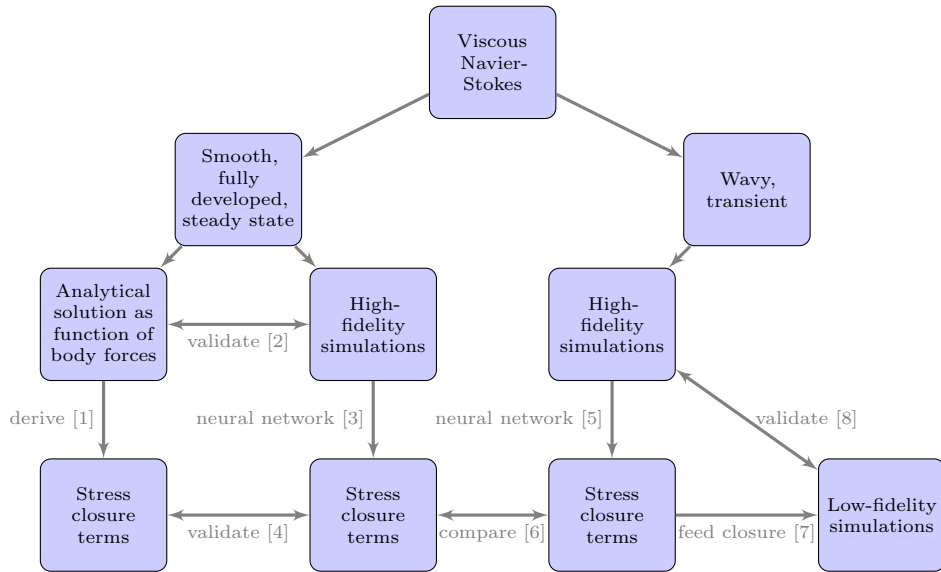 Viscous
Navier-
Stokes
Smooth,
fully
developed,
steady state
Wavy,
transient
Analytical
solution as
function of
body forces
validate [2]
High-
fidelity
simulations
High-
fidelity
simulations
derive [1]
neural network [3]
neural network [5]
validate [8]
Stress
closure
terms
validate [4]
Stress
closure
terms
compare [6]
Stress
closure
terms
feed closure [7]
Low-fidelity
simulations